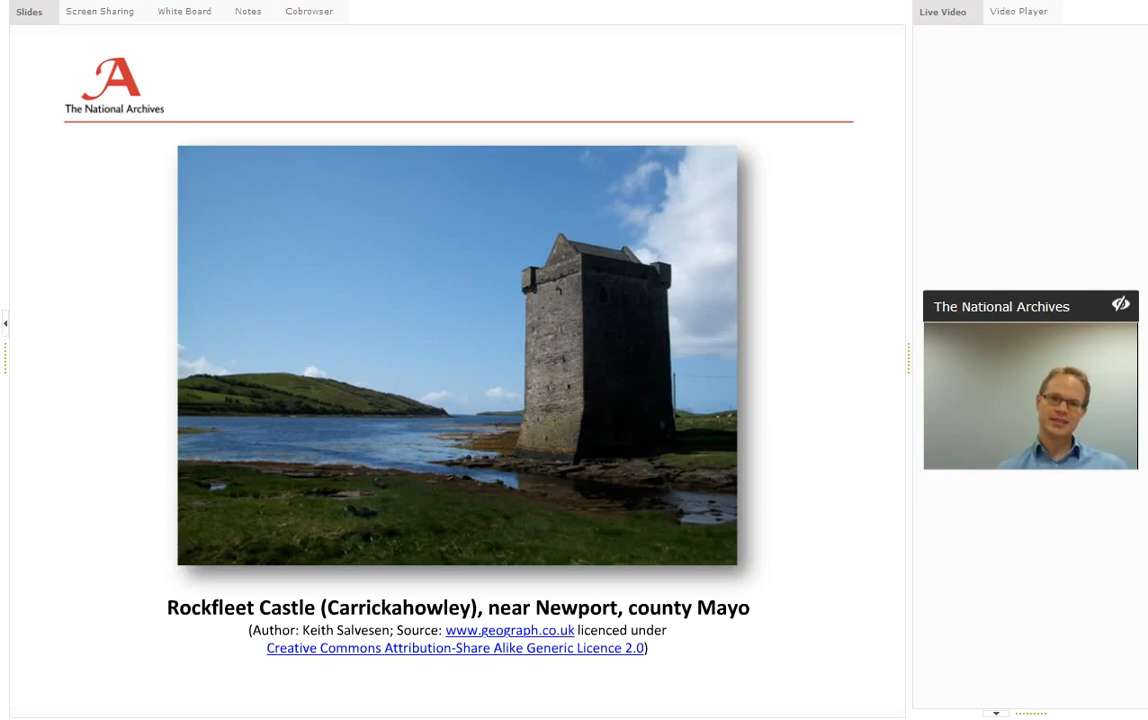 Slides
Screen Sharing
White Board
Notes
Cobrowser
Live Video
Video Player
A
The National Archives
The National Archives
Rockfleet Castle (Carrickahowley), near Newport, county Mayo
(Author: Keith Salvesen; Source: www.geograph.co.uk licenced under
Creative Commons Attribution-Share Alike Generic Licence 2.0)